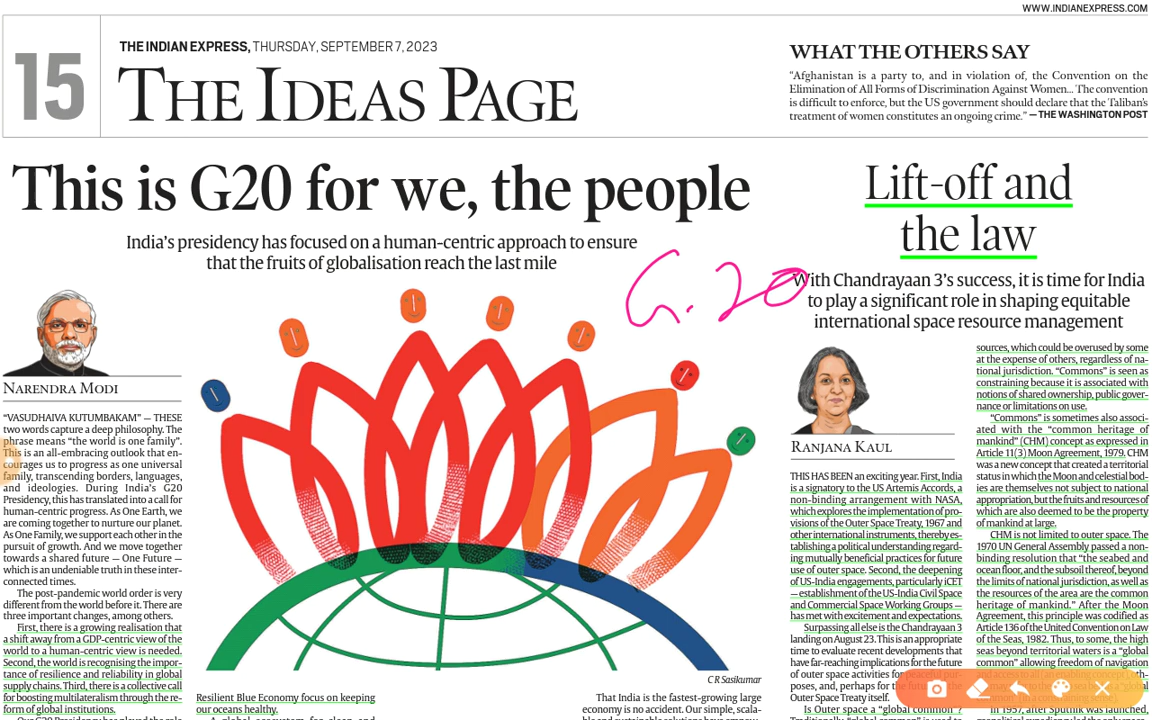 WWW.INDIANEXPRESS.COM
15
THE INDIAN EXPRESS, THURSDAY, SEPTEMBER 7, 2023
THE IDEAS PAGE
WHAT THE OTHERS SAY
“Afghanistan is a party to, and in violation of, the Convention on the
Elimination of All Forms of Discrimination Against Women... The convention
is difficult to enforce, but the US government should declare that the Taliban's
treatment of women constitutes an ongoing crime.” — THE WASHINGTON POST
This is G20 for we, the people
India's presidency has focused on a human-centric approach to ensure
that the fruits of globalisation reach the last mile
G.20
NARENDRA MODI
“VASUDHAIVA KUTUMBAKAM” — THESE
two words capture a deep philosophy. The
phrase means “the world is one family”.
This is an all-embracing outlook that en-
courages us to progress as one universal
family, transcending borders, languages,
and ideologies. During India's G20
Presidency, this has translated into a call for
human-centric progress. As One Earth, we
are coming together to nurture our planet.
As One Family, we support each other in the
pursuit of growth. And we move together
towards a shared future — One Future —
which is an undeniable truth in these inter-
connected times.
The post-pandemic world order is very
different from the world before it. There are
three important changes, among others.
First, there is a growing realisation that
a shift away from a GDP-centric view of the
world to a human-centric view is needed.
Second, the world is recognising the impor-
tance of resilience and reliability in global
supply chains. Third, there is a collective call
for boosting multilateralism through the re-
form of global institutions.
C R Sasikumar
Resilient Blue Economy focus on keeping
our oceans healthy.
That India is the fastest-growing large
economy is no accident. Our simple, scala-
Lift-off and
the law
With Chandrayaan 3's success, it is time for India
to play a significant role in shaping equitable
international space resource management
RANJANA KAUL
THIS HAS BEEN an exciting year. First, India
is a signatory to the US Artemis Accords, a
non-binding arrangement with NASA,
which explores the implementation of pro-
visions of the Outer Space Treaty, 1967 and
other international instruments, thereby es-
tablishing a political understanding regard-
ing mutually beneficial practices for future
use of outer space. Second, the deepening
of US-India engagements, particularly iCET
— establishment of the US-India Civil Space
and Commercial Space Working Groups —
has met with excitement and expectations.
Surpassing all else is the Chandrayaan 3
landing on August 23. This is an appropriate
time to evaluate recent developments that
have far-reaching implications for the future
of outer space activities for peaceful pur-
poses, and, perhaps for the future of the
Outer Space Treaty itself.
Is Outer space a “global common”?
sources, which could be overused by some
at the expense of others, regardless of na-
tional jurisdiction. “Commons” is seen as
constraining because it is associated with
notions of shared ownership, public gover-
nance or limitations on use.
“Commons” is sometimes also associ-
ated with the “common heritage of
mankind” (CHM) concept as expressed in
Article 11(3) Moon Agreement, 1979. CHM
was a new concept that created a territorial
status in which the Moon and celestial bod-
ies are themselves not subject to national
appropriation, but the fruits and resources of
which are also deemed to be the property
of mankind at large.
CHM is not limited to outer space. The
1970 UN General Assembly passed a non-
binding resolution that “the seabed and
ocean floor, and the subsoil thereof, beyond
the limits of national jurisdiction, as well as
the resources of the area are the common
heritage of mankind.” After the Moon
Agreement, this principle was codified as
Article 136 of the United Convention on Law
of the Seas, 1982. Thus, to some, the high
seas beyond territorial waters is a “global
common” allowing freedom of navigation
In 1957, after Sputnik was launched,